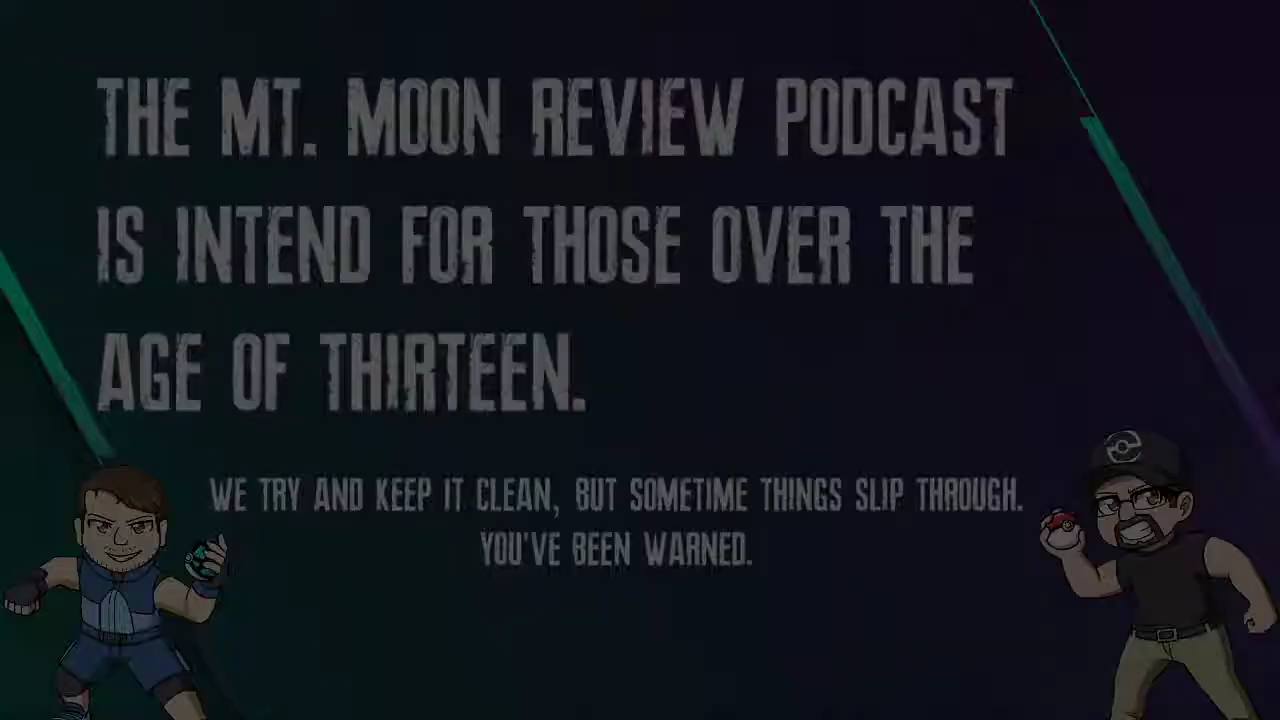 THE MT. MOON REVIEW PODCAST
IS INTEND FOR THOSE OVER THE
AGE OF THIRTEEN.
WE TRY AND KEEP IT CLEAN, BUT SOMETIME THINGS SLIP THROUGH.
YOU'VE BEEN WARNED.